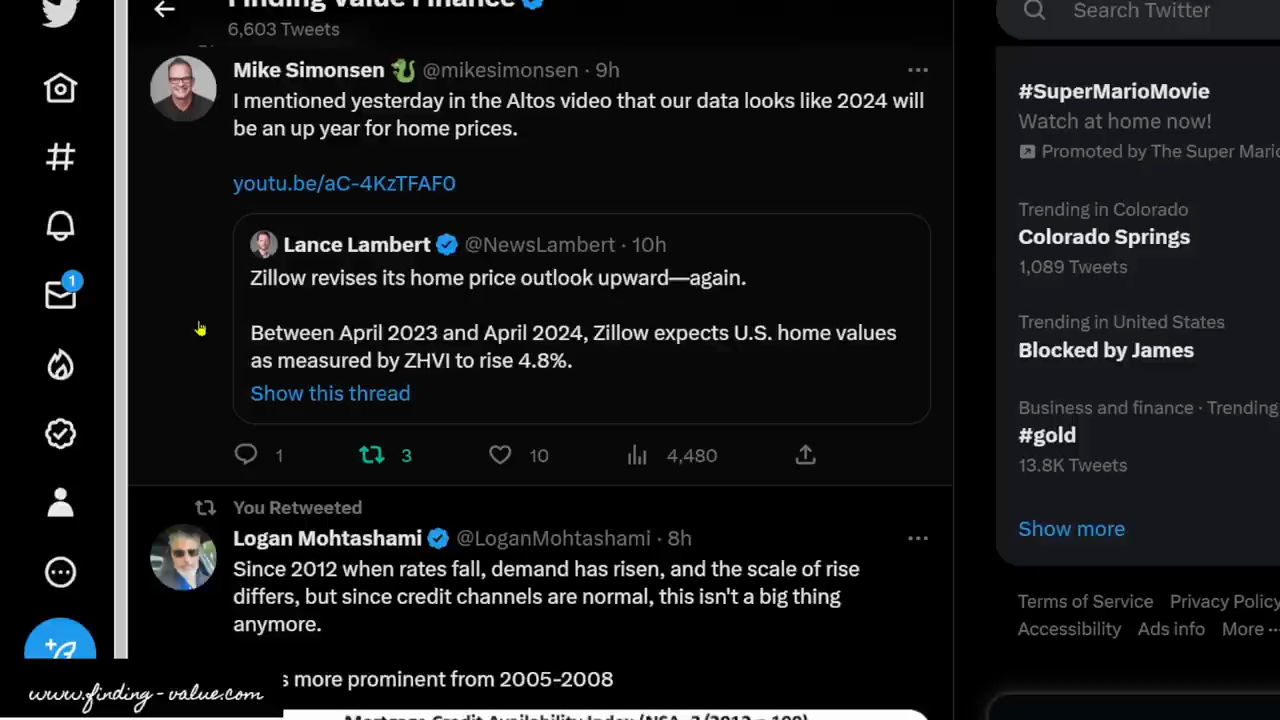 Finding Value Finance
6,603 Tweets
Search Twitter
Mike Simonsen @mikesimonsen · 9h
I mentioned yesterday in the Altos video that our data looks like 2024 will
be an up year for home prices.
youtu.be/aC-4KzTFAF0
Lance Lambert @NewsLambert · 10h
Zillow revises its home price outlook upward—again.
Between April 2023 and April 2024, Zillow expects U.S. home values
as measured by ZHVI to rise 4.8%.
Show this thread
1 3 10 4,480
You Retweeted
Logan Mohtashami @LoganMohtashami · 8h
Since 2012 when rates fall, demand has risen, and the scale of rise
differs, but since credit channels are normal, this isn't a big thing
anymore.
s more prominent from 2005-2008
Mortgage Credit Availability Index (NSA, 3/2012 = 100)
#SuperMarioMovie
Watch at home now!
Promoted by The Super Mario
Trending in Colorado
Colorado Springs
1,089 Tweets
Trending in United States
Blocked by James
Business and finance · Trending
#gold
13.8K Tweets
Show more
Terms of Service Privacy Policy
Accessibility Ads info More ···
1
www.finding-value.com